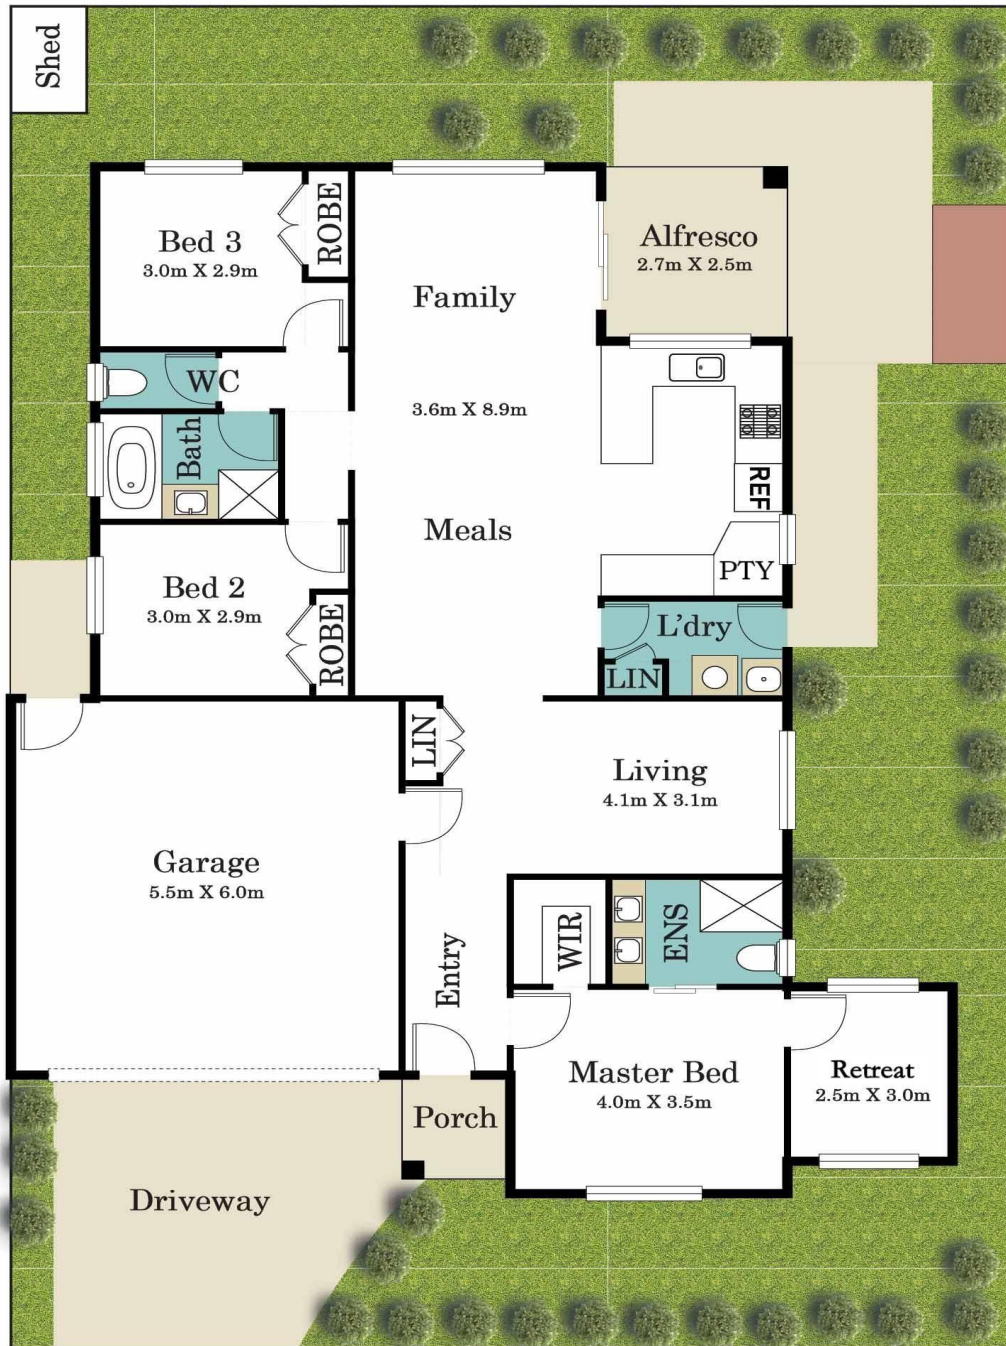 Shed
Bed 3
3.0m X 2.9m
ROBE
Family
3.6m X 8.9m
Alfresco
2.7m X 2.5m
WC
Bath
REF
Meals
PTY
Bed 2
3.0m X 2.9m
ROBE
L'dry
LIN
LIN
Living
4.1m X 3.1m
Garage
5.5m X 6.0m
Entry
WIR
ENS
Master Bed
4.0m X 3.5m
Retreat
2.5m X 3.0m
Porch
Driveway